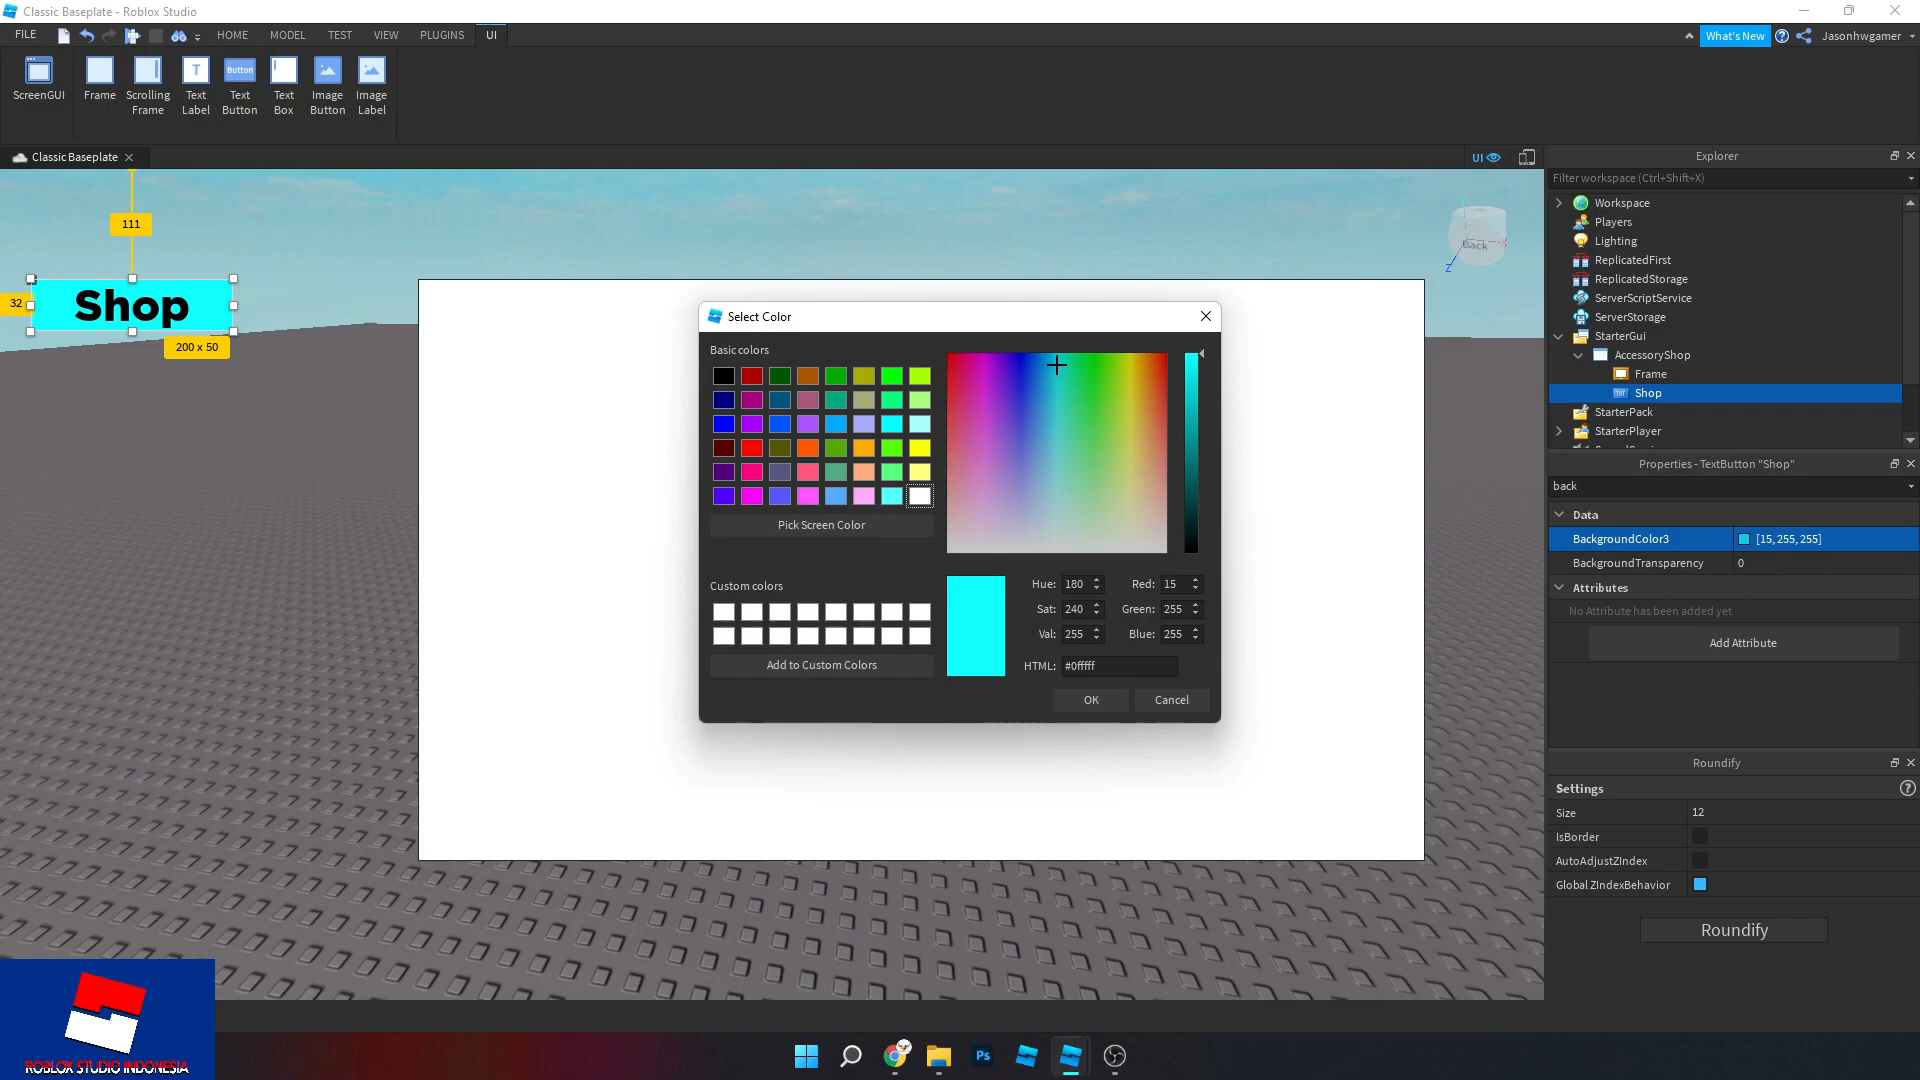 Classic Baseplate - Roblox Studio
FILE HOME MODEL TEST VIEW PLUGINS UI What's New ? Jasonhwgamer
T Button
ScreenGUI Frame Scrolling Frame Text Label Text Button Text Box Image Button Image Label
Classic Baseplate UI
111
32
Shop
200 x 50
Back
Z
Select Color
Basic colors
Pick Screen Color
Custom colors
Add to Custom Colors
Hue: 180 Red: 15
Sat: 240 Green: 255
Val: 255 Blue: 255
HTML: #0fffff
OK Cancel
Explorer
Filter workspace (Ctrl+Shift+X)
Workspace
Players
Lighting
ReplicatedFirst
ReplicatedStorage
ServerScriptService
ServerStorage
StarterGui
AccessoryShop
Frame
Shop
StarterPack
StarterPlayer
Properties - TextButton "Shop"
back
Data
BackgroundColor3 [15, 255, 255]
BackgroundTransparency 0
Attributes
No Attribute has been added yet
Add Attribute
Roundify
Settings ?
Size 12
IsBorder
AutoAdjustZIndex
Global ZIndexBehavior
Roundify
ROBLOX STUDIO INDONESIA
Ps